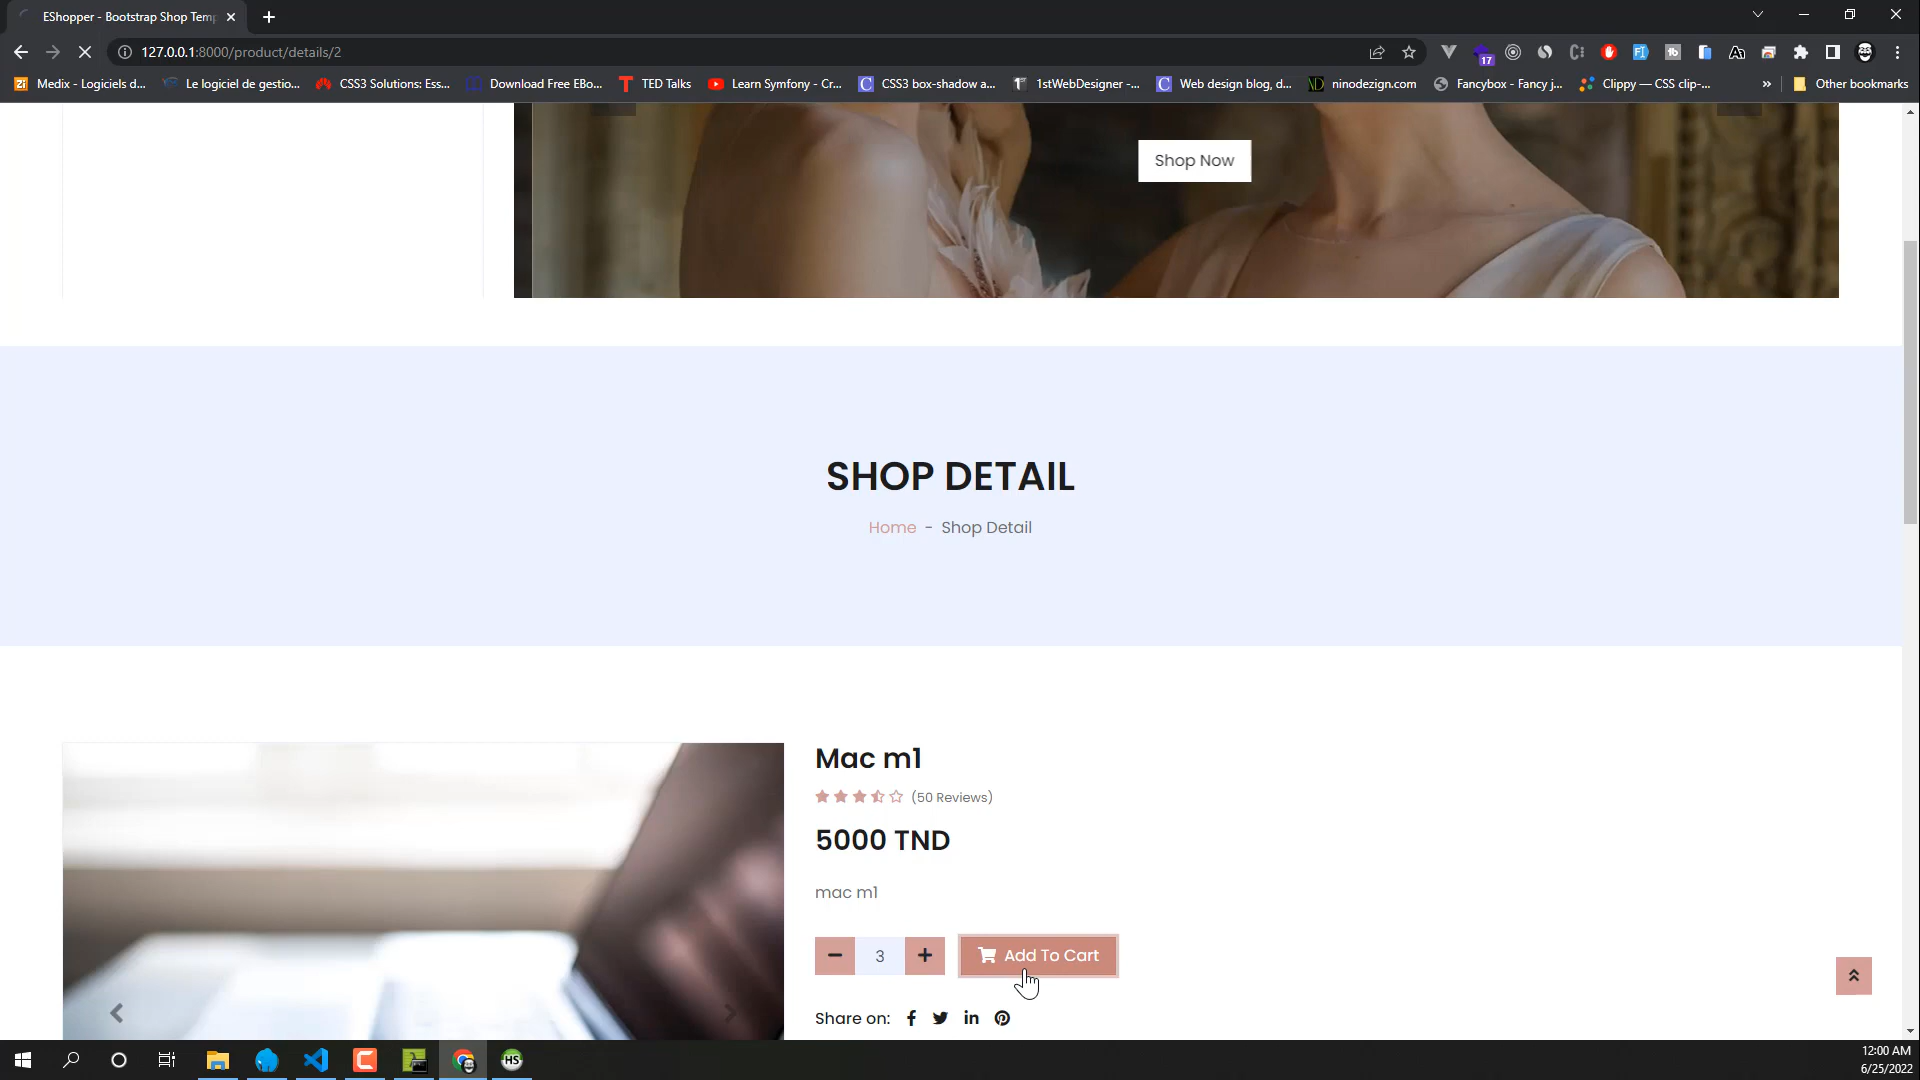 EShopper - Bootstrap Shop Tem
127.0.0.1:8000/product/details/2
17
Medix - Logiciels d...
Le logiciel de gestio...
CSS3 Solutions: Ess...
Download Free EBo...
TED Talks
Learn Symfony - Cr...
CSS3 box-shadow a...
1stWebDesigner -...
Web design blog, d...
ninodezign.com
Fancybox - Fancy j...
Clippy — CSS clip-...
»
Other bookmarks
Shop Now
SHOP DETAIL
Home - Shop Detail
Mac m1
(50 Reviews)
5000 TND
mac m1
3
Add To Cart
Share on:
HS
12:00 AM
6/25/2022